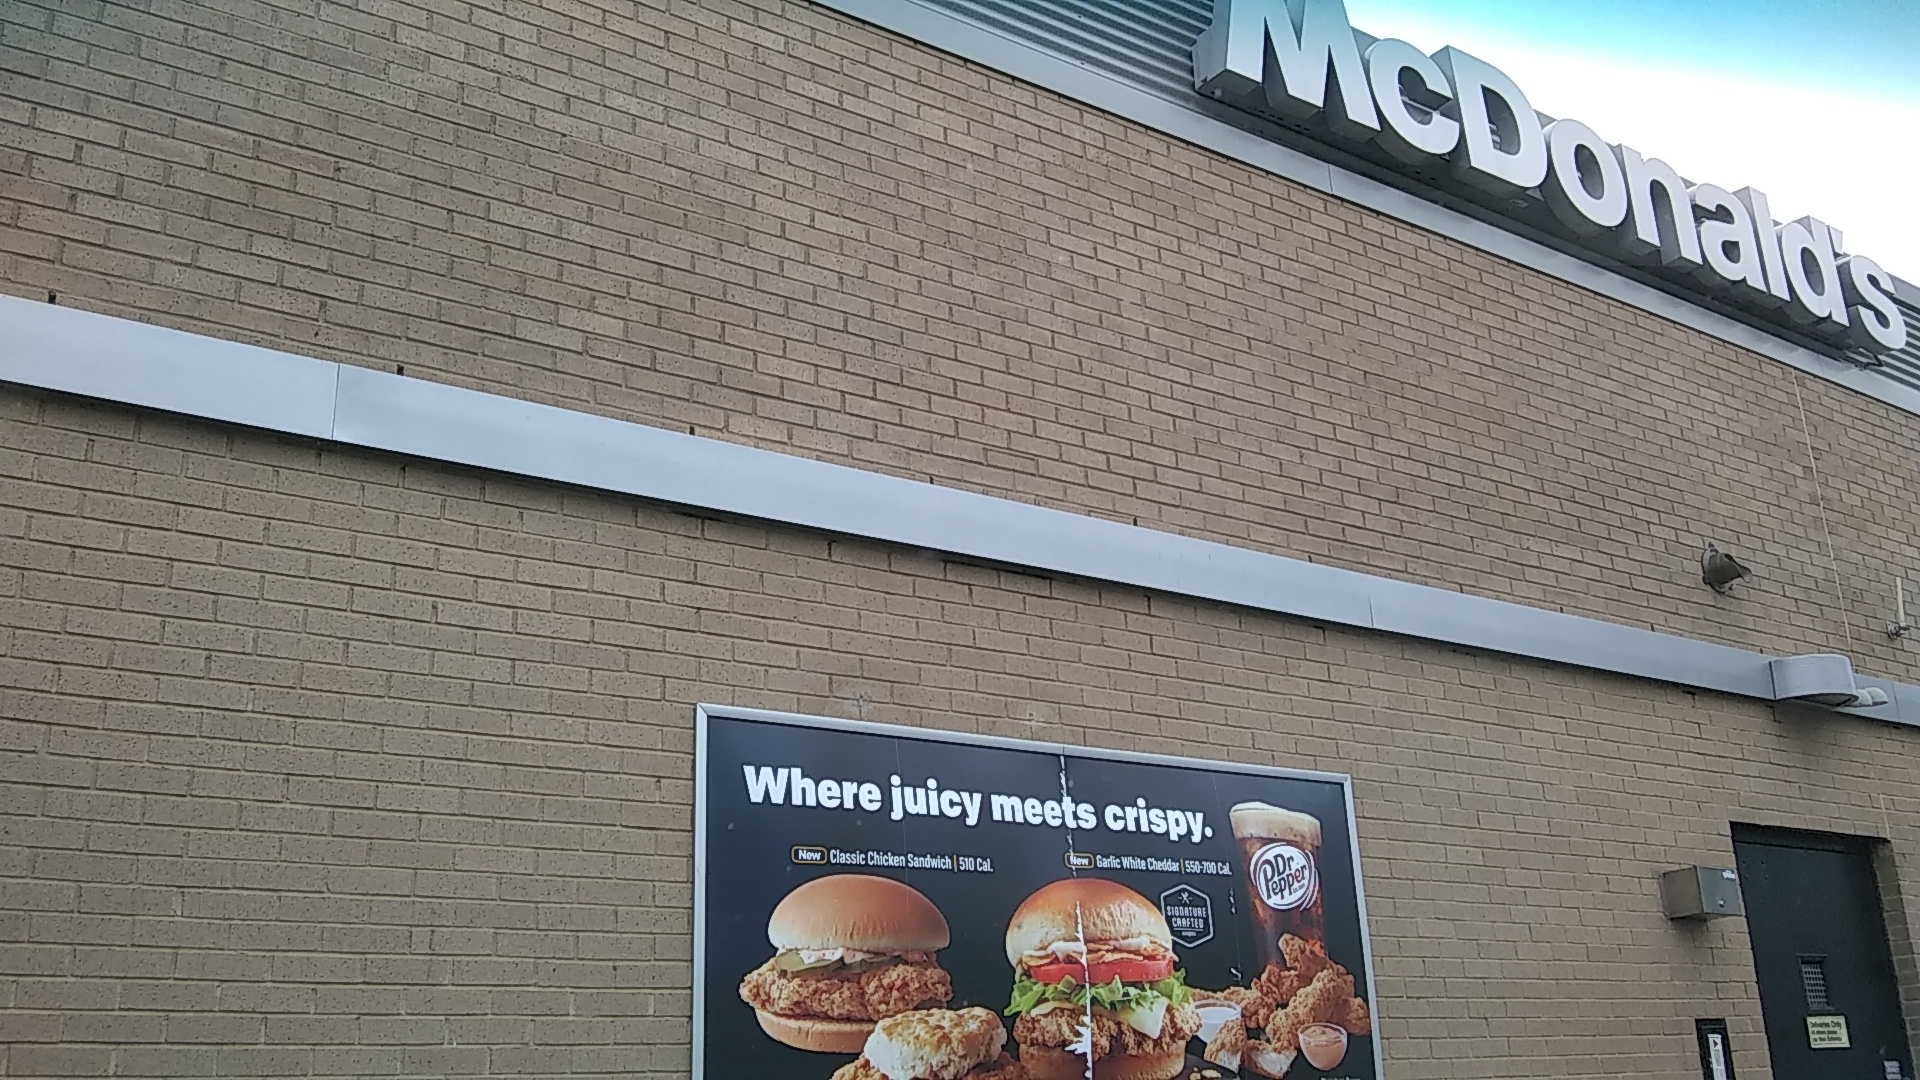 McDonald's
Where juicy meets crispy.
New Classic Chicken Sandwich | 510 Cal.
New Garlic White Cheddar | 550-700 Cal.
Dr Pepper
SIGNATURE
CRAFTED
Deliveries Only